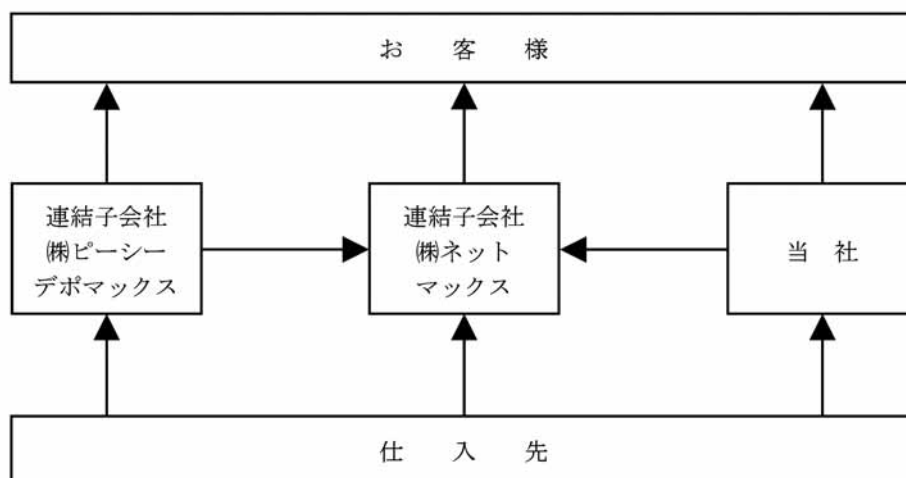 お客様
連結子会社
㈱ピーシー
デポマックス
連結子会社
㈱ネット
マックス
当社
仕入先